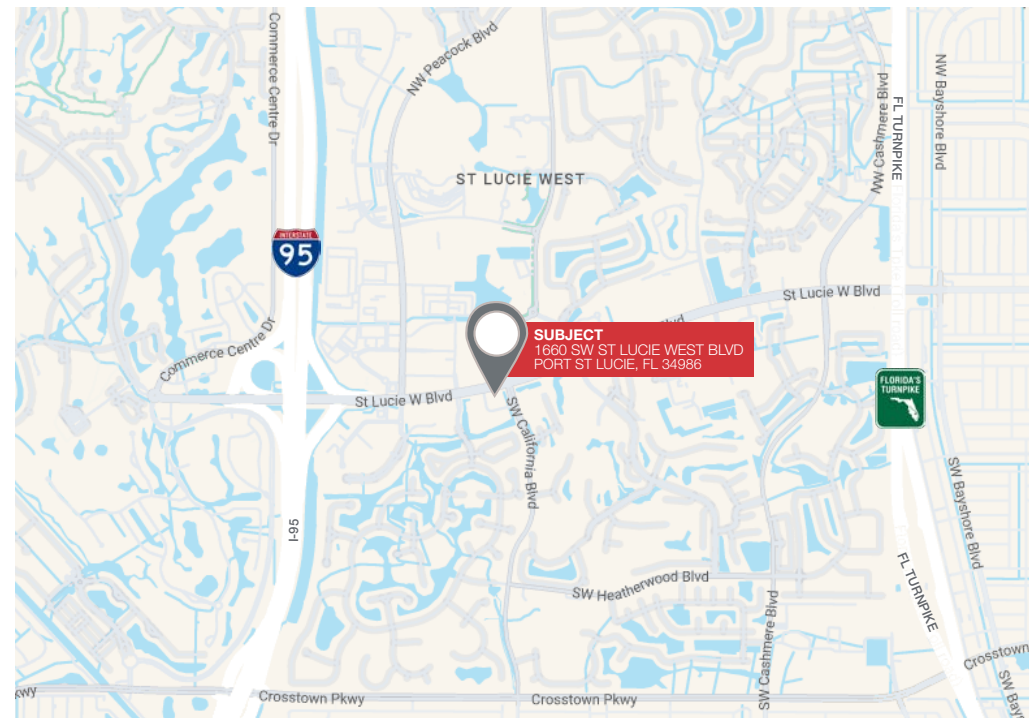 Commerce Centre Dr
NW Peacock Blvd
NW Cashmere Blvd
FL TURNPIKE
NW Bayshore Blvd
ST LUCIE WEST
INTERSTATE
95
St Lucie W Blvd
Commerce Centre Dr
SUBJECT
1660 SW ST LUCIE WEST BLVD
PORT ST LUCIE, FL 34986
FLORIDA'S
TURNPIKE
St Lucie W Blvd
SW California Blvd
SW Bayshore Blvd
I-95
SW Heatherwood Blvd
FL TURNPIKE
SW Cashmere Blvd
Crosstown
SW Bay
kwy
Crosstown Pkwy
Crosstown Pkwy